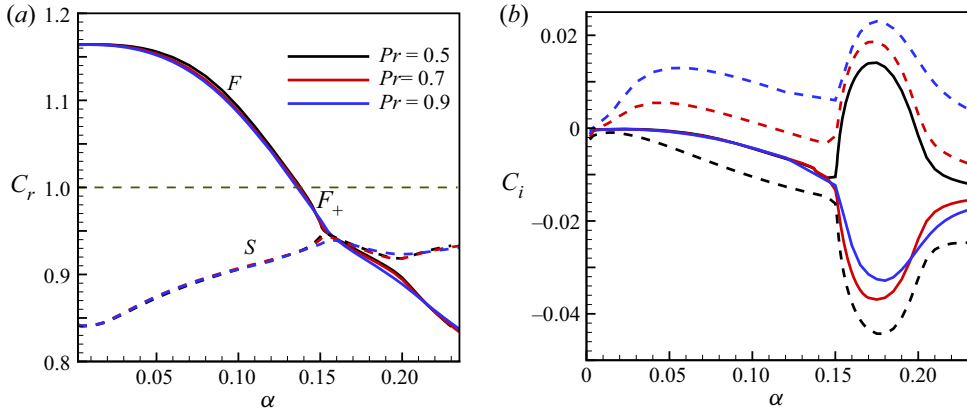 (a)
1.2
1.1
C_r 1.0
0.9
0.8
0.05 0.10 0.15 0.20
α
F
F_+
S
Pr = 0.5
Pr = 0.7
Pr = 0.9
(b)
0.02
0
C_i −0.02
−0.04
0 0.05 0.10 0.15 0.20
α